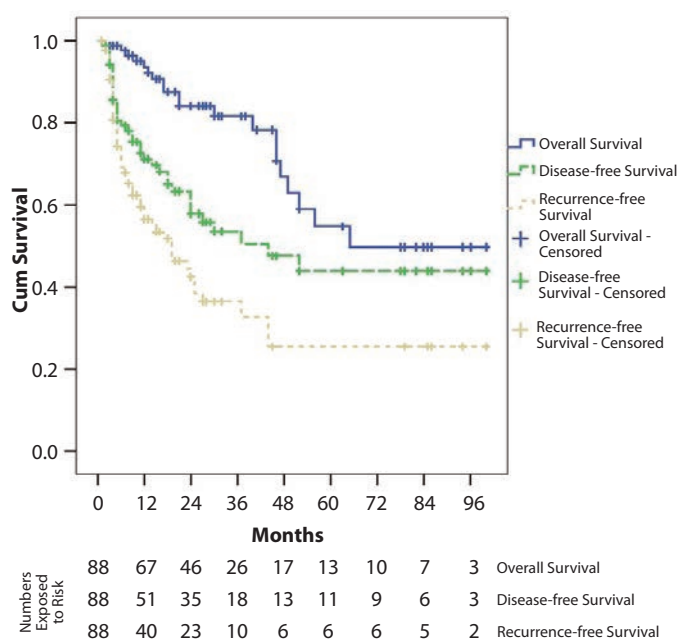 1.0
0.8
0.6
0.4
0.2
0.0
Cum Survival
0 12 24 36 48 60 72 84 96
Months
Overall Survival
Disease-free Survival
Recurrence-free
Survival
Overall Survival -
Censored
Disease-free
Survival - Censored
Recurrence-free
Survival - Censored
Numbers
Exposed
to Risk
88 67 46 26 17 13 10 7 3 Overall Survival
88 51 35 18 13 11 9 6 3 Disease-free Survival
88 40 23 10 6 6 6 5 2 Recurrence-free Survival